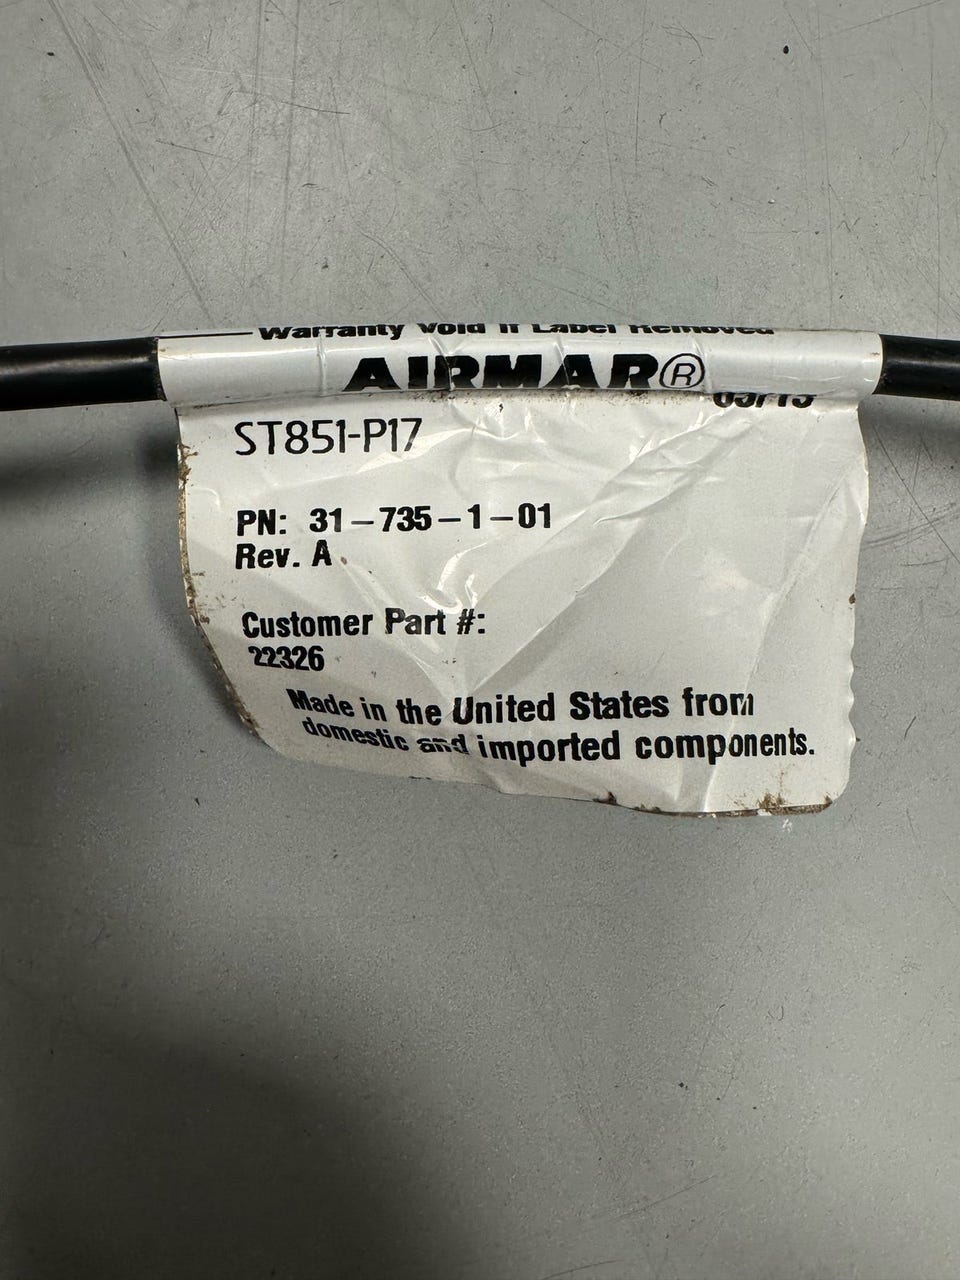 Warranty Void If Label Removed
AIRMAR®
ST851-P17
PN: 31-735-1-01
Rev. A
Customer Part #:
22326
Made in the United States from
domestic and imported components.